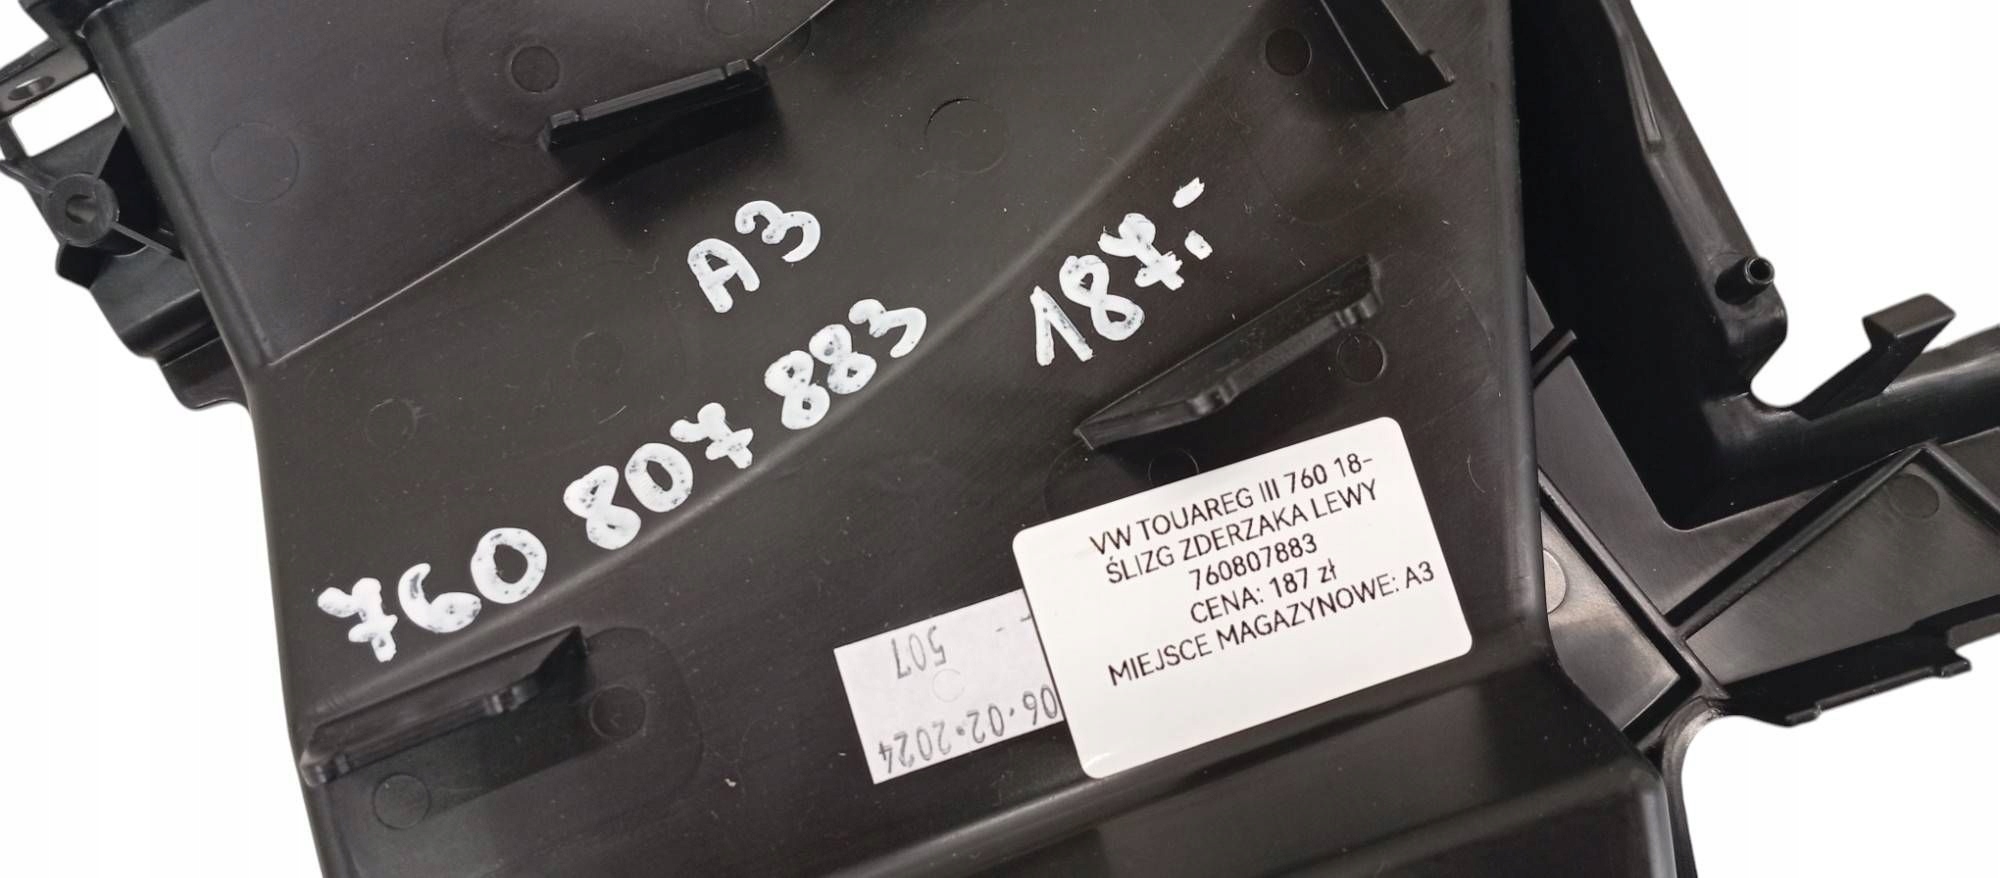 A3
760 807 883
187.-
VW TOUAREG III 760 18-
ŚLIZG ZDERZAKA LEWY
760807883
CENA: 187 zł
MIEJSCE MAGAZYNOWE: A3
06.02.2024
507